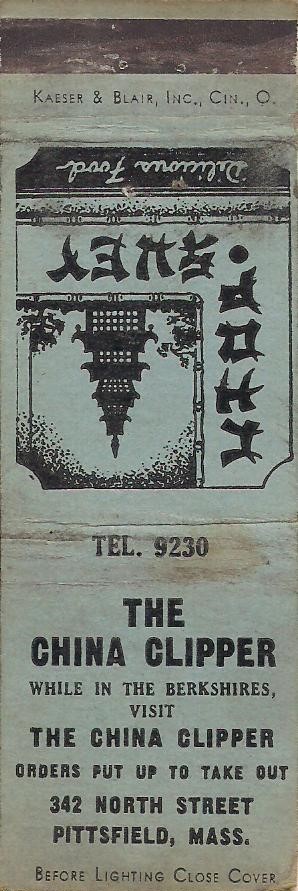 KAESER & BLAIR, INC., CIN., O.
Delicious Food
CHOP • SUEY
TEL. 9230
THE
CHINA CLIPPER
WHILE IN THE BERKSHIRES,
VISIT
THE CHINA CLIPPER
ORDERS PUT UP TO TAKE OUT
342 NORTH STREET
PITTSFIELD, MASS.
BEFORE LIGHTING CLOSE COVER